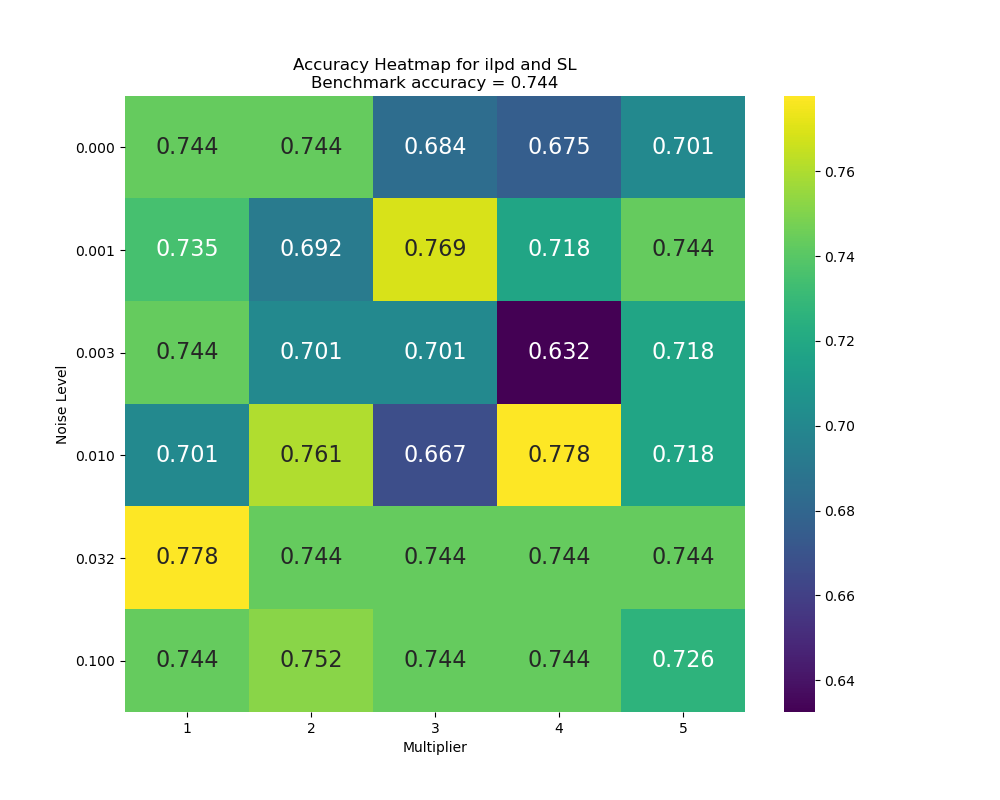 Accuracy Heatmap for ilpd and SL
Benchmark accuracy = 0.744
Noise Level
0.000 0.744 0.744 0.684 0.675 0.701
0.001 0.735 0.692 0.769 0.718 0.744
0.003 0.744 0.701 0.701 0.632 0.718
0.010 0.701 0.761 0.667 0.778 0.718
0.032 0.778 0.744 0.744 0.744 0.744
0.100 0.744 0.752 0.744 0.744 0.726
1 2 3 4 5
Multiplier
0.76
0.74
0.72
0.70
0.68
0.66
0.64